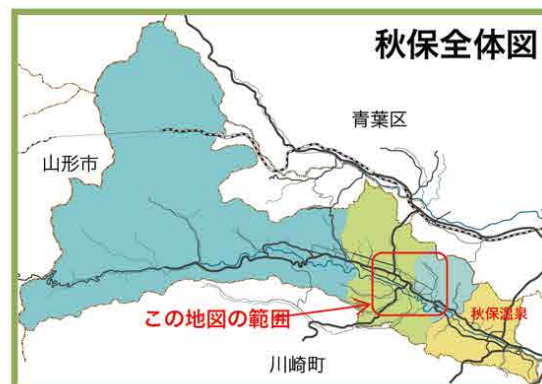 秋保全体図
青葉区
山形市
この地図の範囲
秋保温泉
川崎町